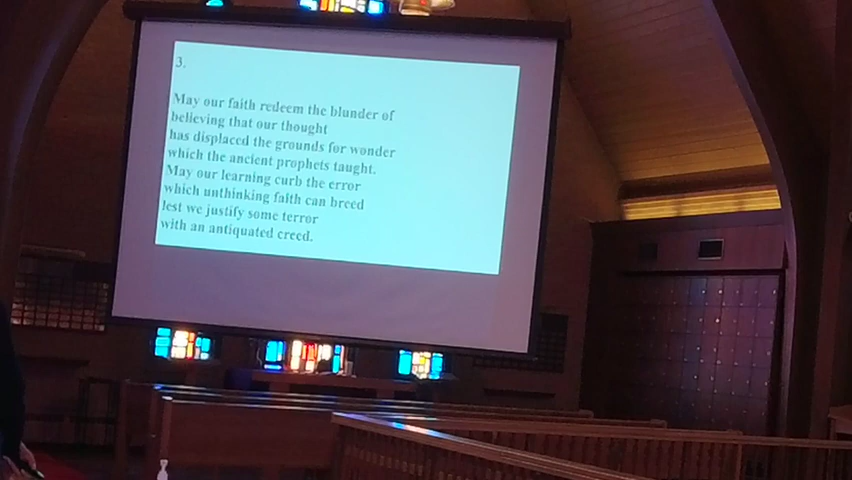 3.
May our faith redeem the blunder of
believing that our thought
has displaced the grounds for wonder
which the ancient prophets taught.
May our learning curb the error
which unthinking faith can breed
lest we justify some terror
with an antiquated creed.